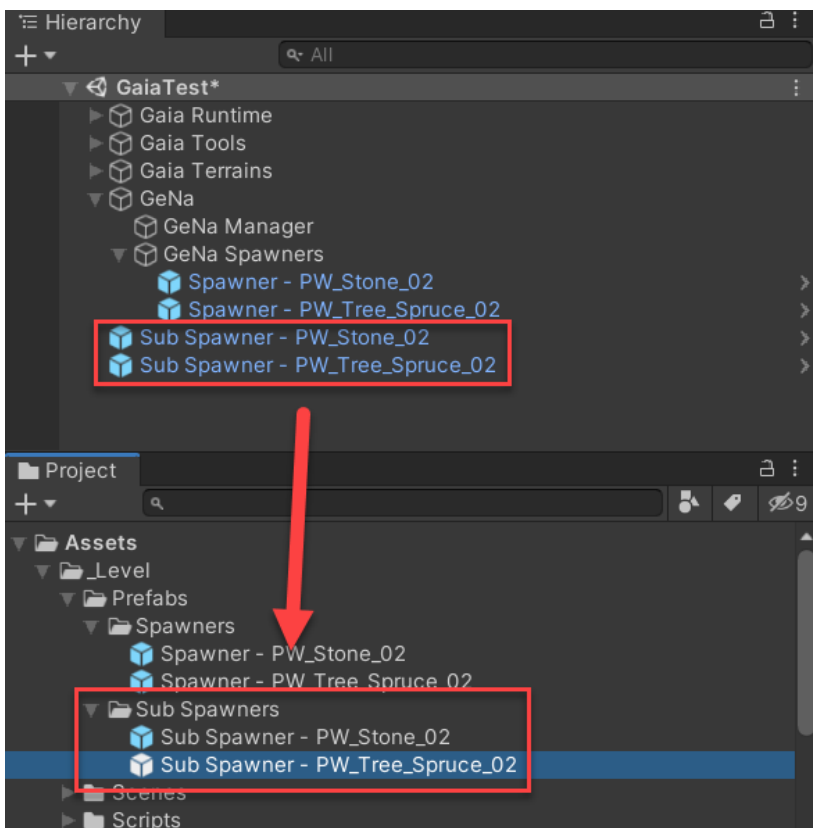 Hierarchy
All
GaiaTest*
Gaia Runtime
Gaia Tools
Gaia Terrains
GeNa
GeNa Manager
GeNa Spawners
Spawner - PW_Stone_02
Spawner - PW_Tree_Spruce_02
Sub Spawner - PW_Stone_02
Sub Spawner - PW_Tree_Spruce_02
Project
9
Assets
_Level
Prefabs
Spawners
Spawner - PW_Stone_02
Spawner - PW_Tree_Spruce_02
Sub Spawners
Sub Spawner - PW_Stone_02
Sub Spawner - PW_Tree_Spruce_02
Scenes
Scripts